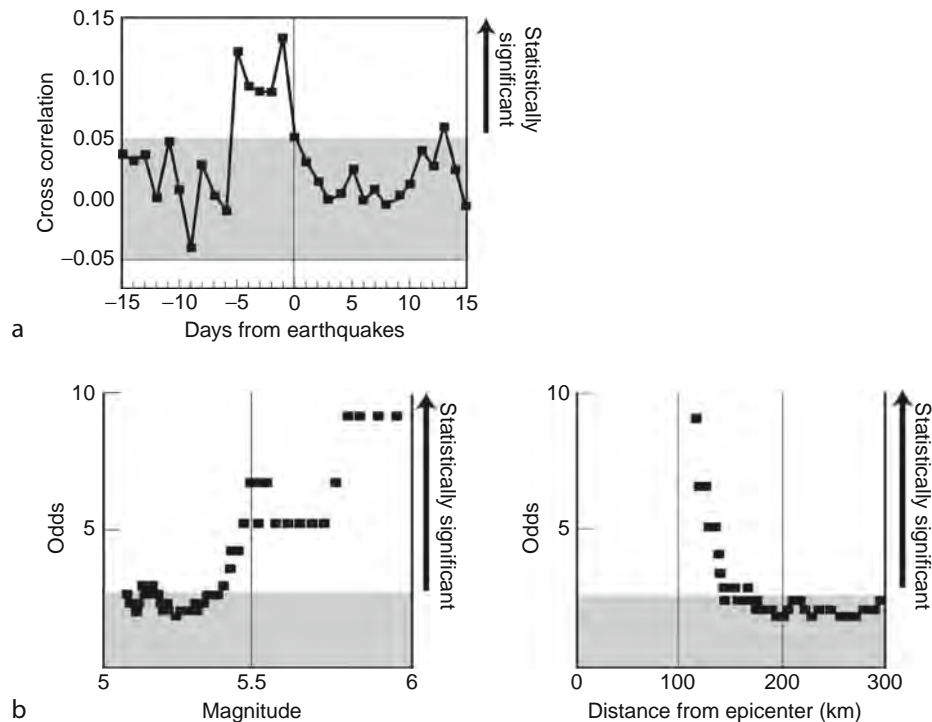 0.15
0.10
0.05
0.00
–0.05
Cross correlation
Statistically
significant
–15 –10 –5 0 5 10 15
Days from earthquakes
a
10
5
Odds
Statistically significant
5 5.5 6
Magnitude
10
5
Odds
Statistically significant
0 100 200 300
Distance from epicenter (km)
b